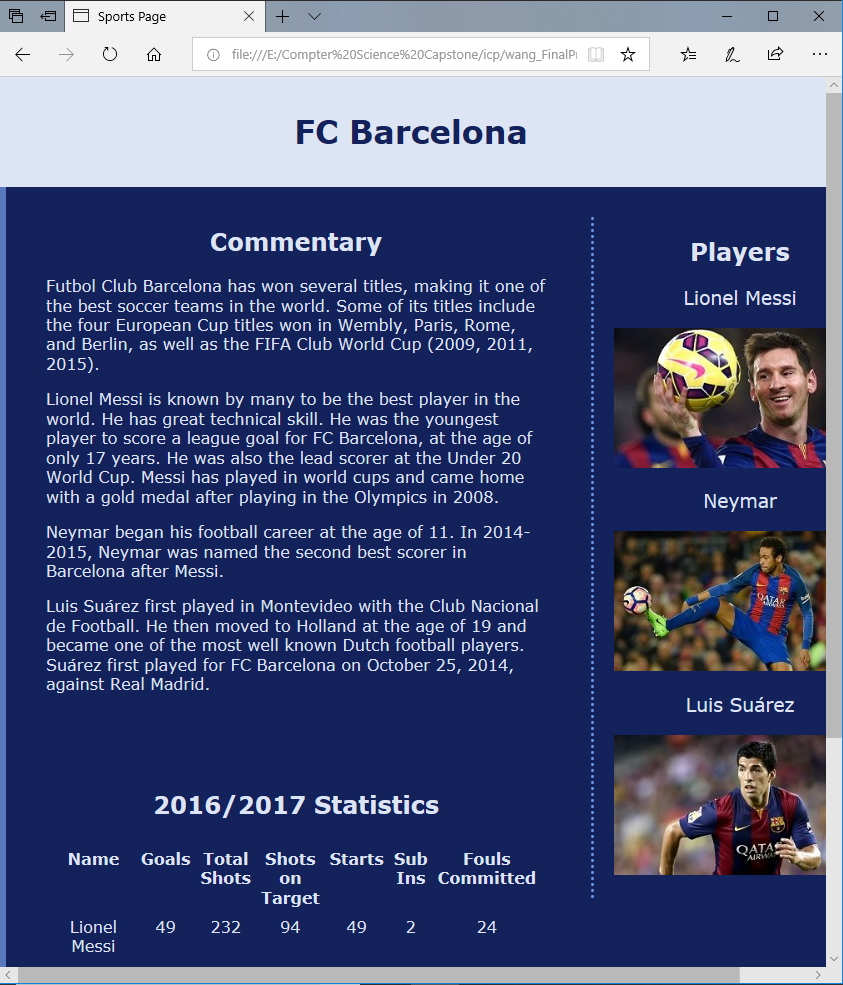 Sports Page
file:///E:/Compter%20Science%20Capstone/icp/wang_FinalPr
FC Barcelona
Commentary
Futbol Club Barcelona has won several titles, making it one of
the best soccer teams in the world. Some of its titles include
the four European Cup titles won in Wembly, Paris, Rome,
and Berlin, as well as the FIFA Club World Cup (2009, 2011,
2015).
Lionel Messi is known by many to be the best player in the
world. He has great technical skill. He was the youngest
player to score a league goal for FC Barcelona, at the age of
only 17 years. He was also the lead scorer at the Under 20
World Cup. Messi has played in world cups and came home
with a gold medal after playing in the Olympics in 2008.
Neymar began his football career at the age of 11. In 2014-
2015, Neymar was named the second best scorer in
Barcelona after Messi.
Luis Suárez first played in Montevideo with the Club Nacional
de Football. He then moved to Holland at the age of 19 and
became one of the most well known Dutch football players.
Suárez first played for FC Barcelona on October 25, 2014,
against Real Madrid.
2016/2017 Statistics
Name Goals Total Shots Starts Sub Fouls
Shots on Ins Committed
Target
Lionel 49 232 94 49 2 24
Messi
Players
Lionel Messi
Neymar
QATAR
Luis Suárez
QATAR
AIRWAY